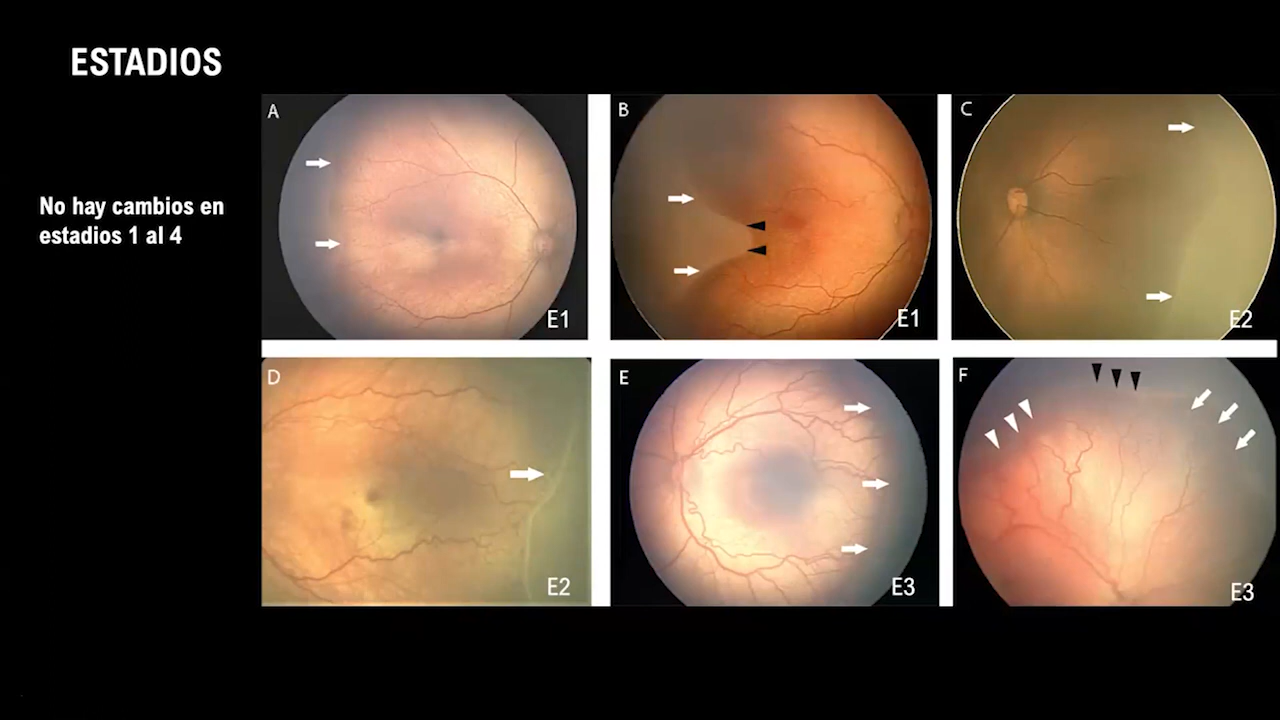 ESTADIOS
No hay cambios en
estadios 1 al 4
A
E1
B
E1
C
E2
D
E2
E
E3
F
E3